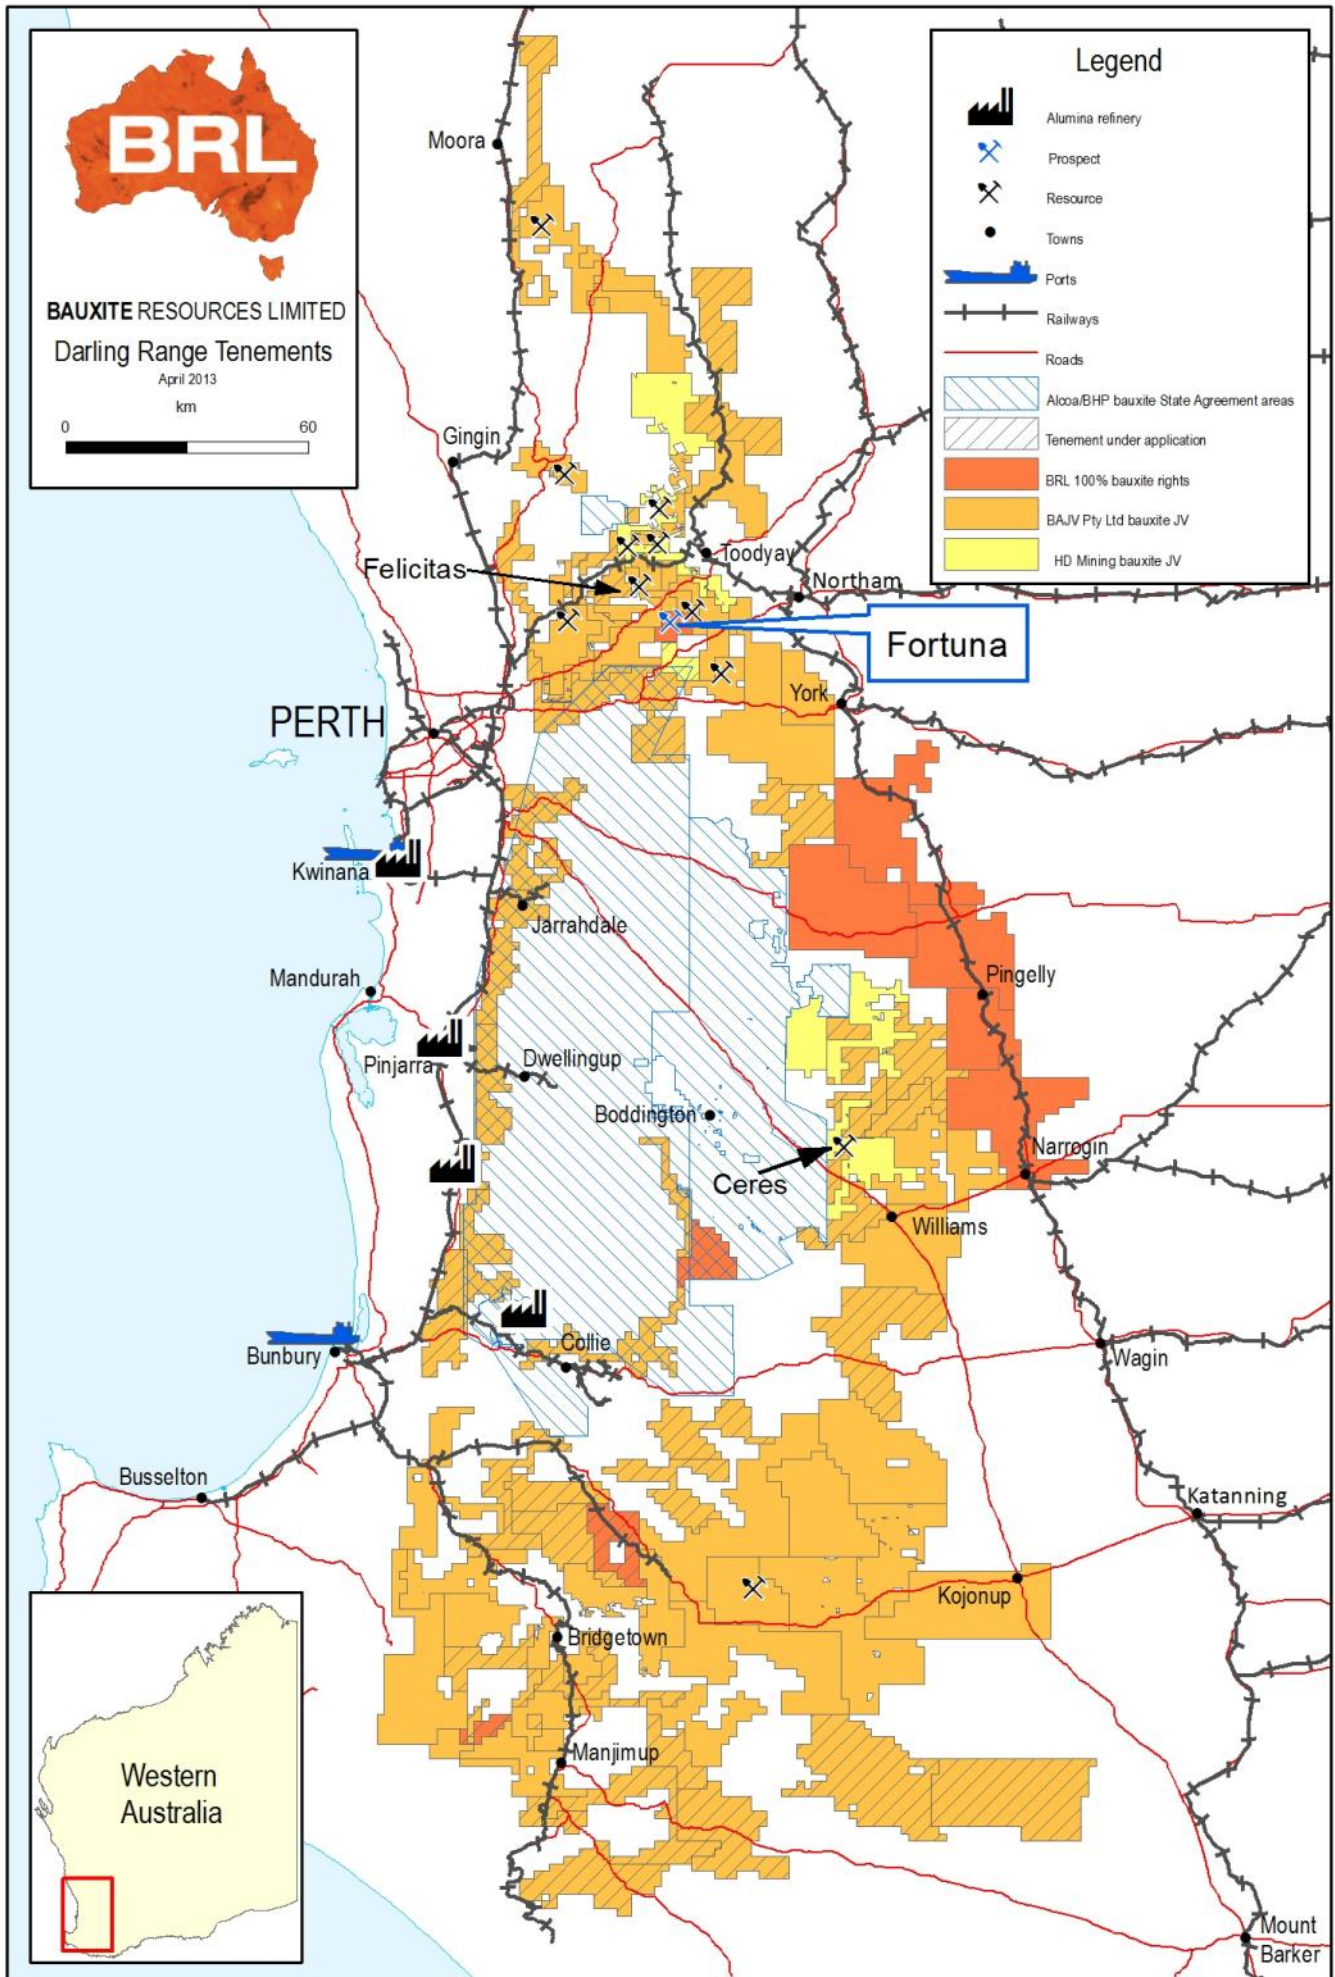 BRL
BAUXITE RESOURCES LIMITED
Darling Range Tenements
April 2013
km
0 60
Legend
Alumina refinery
Prospect
Resource
Towns
Ports
Railways
Roads
Alcoa/BHP bauxite State Agreement areas
Tenement under application
BRL 100% bauxite rights
BAJV Pty Ltd bauxite JV
HD Mining bauxite JV
Moora
Gingin
Toodyay
Felicitas
Northam
Fortuna
York
PERTH
Kwinana
Jarrahdale
Mandurah
Pingelly
Pinjarra
Dwellingup
Boddington
Narrogin
Ceres
Williams
Collie
Bunbury
Wagin
Busselton
Katanning
Kojonup
Bridgetown
Manjimup
Western
Australia
Mount
Barker